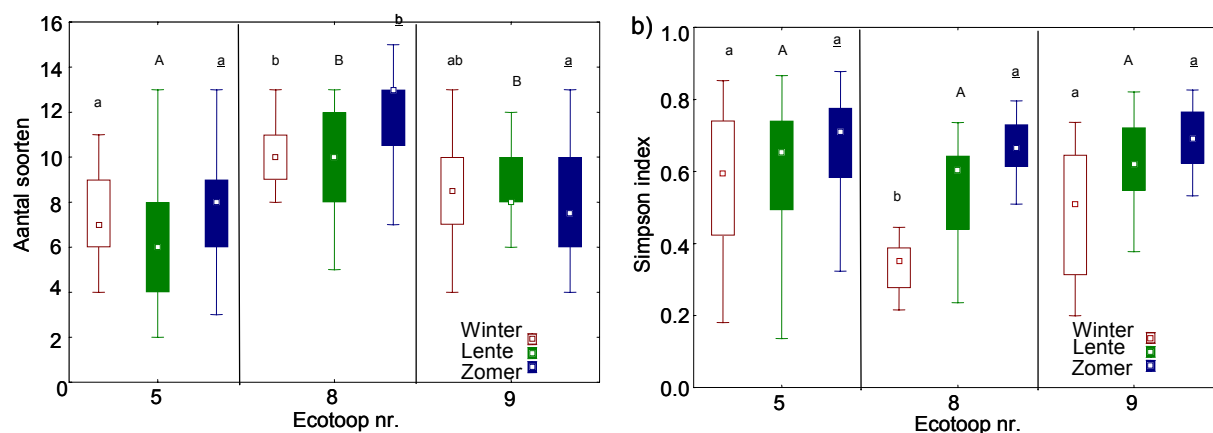 16
14
12
10
8
6
4
2
0
Aantal soorten
a
A
a
b
B
b
ab
B
a
Winter
Lente
Zomer
5
8
9
Ecotoop nr.
b)
1.0
0.8
0.6
0.4
0.2
0.0
Simpson index
a
A
a
b
A
a
a
A
a
Winter
Lente
Zomer
5
8
9
Ecotoop nr.